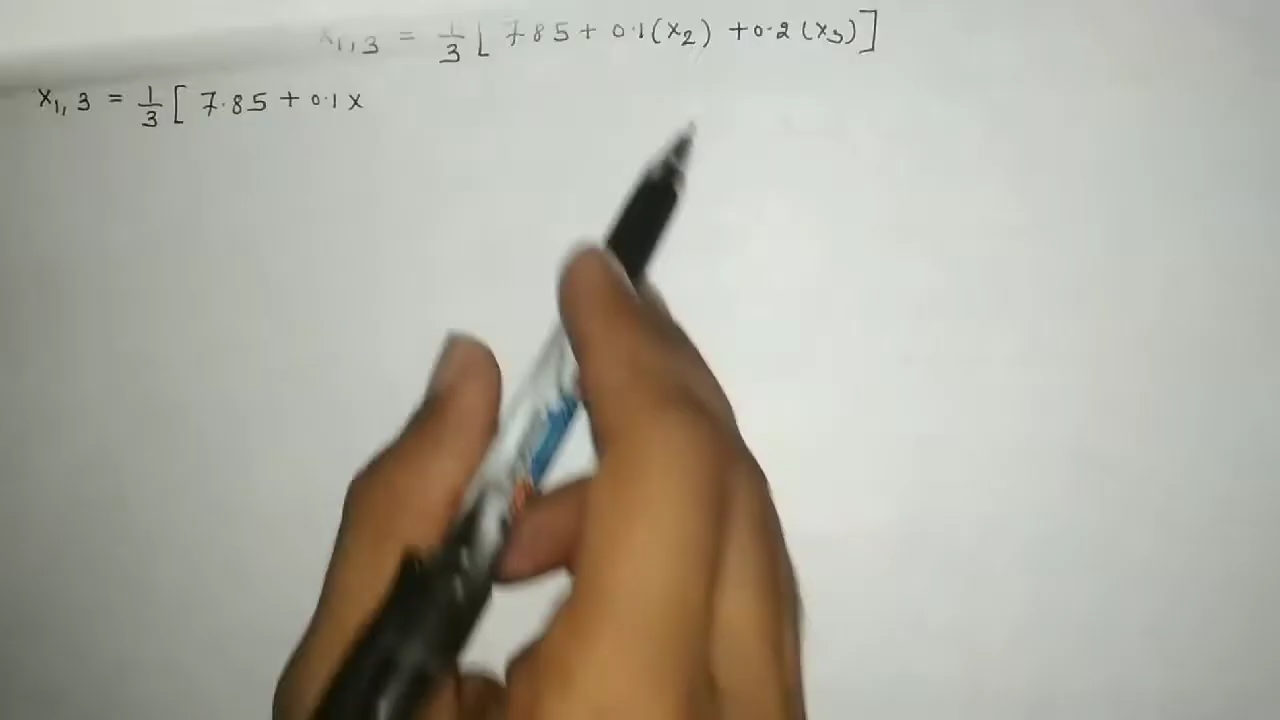 x₁,₃ = 1/3 [ 7.85 + 0.1(x₂) + 0.2(x₃)]
x₁,₃ = 1/3 [ 7.85 + 0.1 x